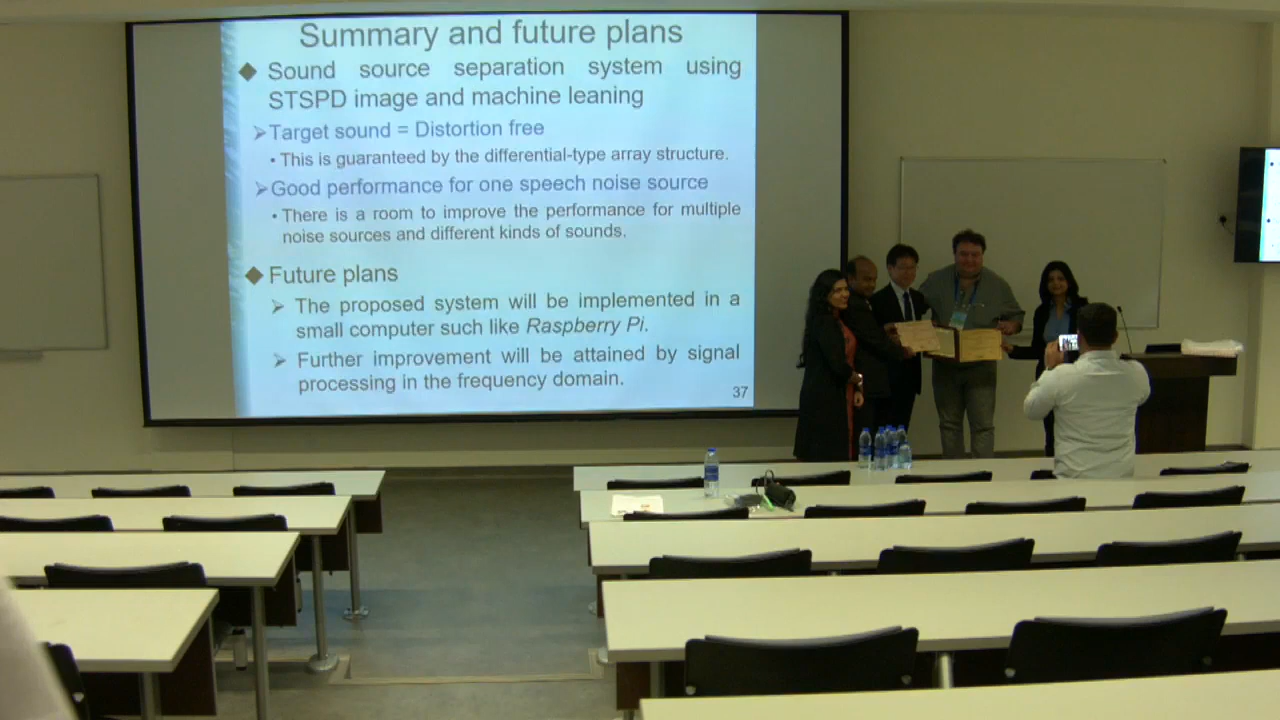 Summary and future plans
Sound source separation system using
STSPD image and machine leaning
Target sound = Distortion free
• This is guaranteed by the differential-type array structure.
Good performance for one speech noise source
• There is a room to improve the performance for multiple
noise sources and different kinds of sounds.
Future plans
The proposed system will be implemented in a
small computer such like Raspberry Pi.
Further improvement will be attained by signal
processing in the frequency domain.
37